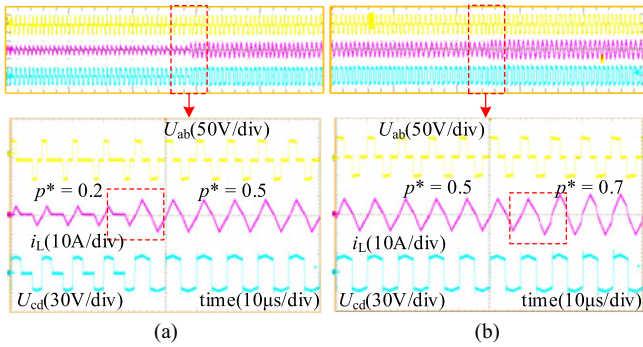 Uab(50V/div)
p* = 0.2
p* = 0.5
iL(10A/div)
Ucd(30V/div)
time(10μs/div)
(a)
Uab(50V/div)
p* = 0.5
p* = 0.7
iL(10A/div)
Ucd(30V/div)
time(10μs/div)
(b)